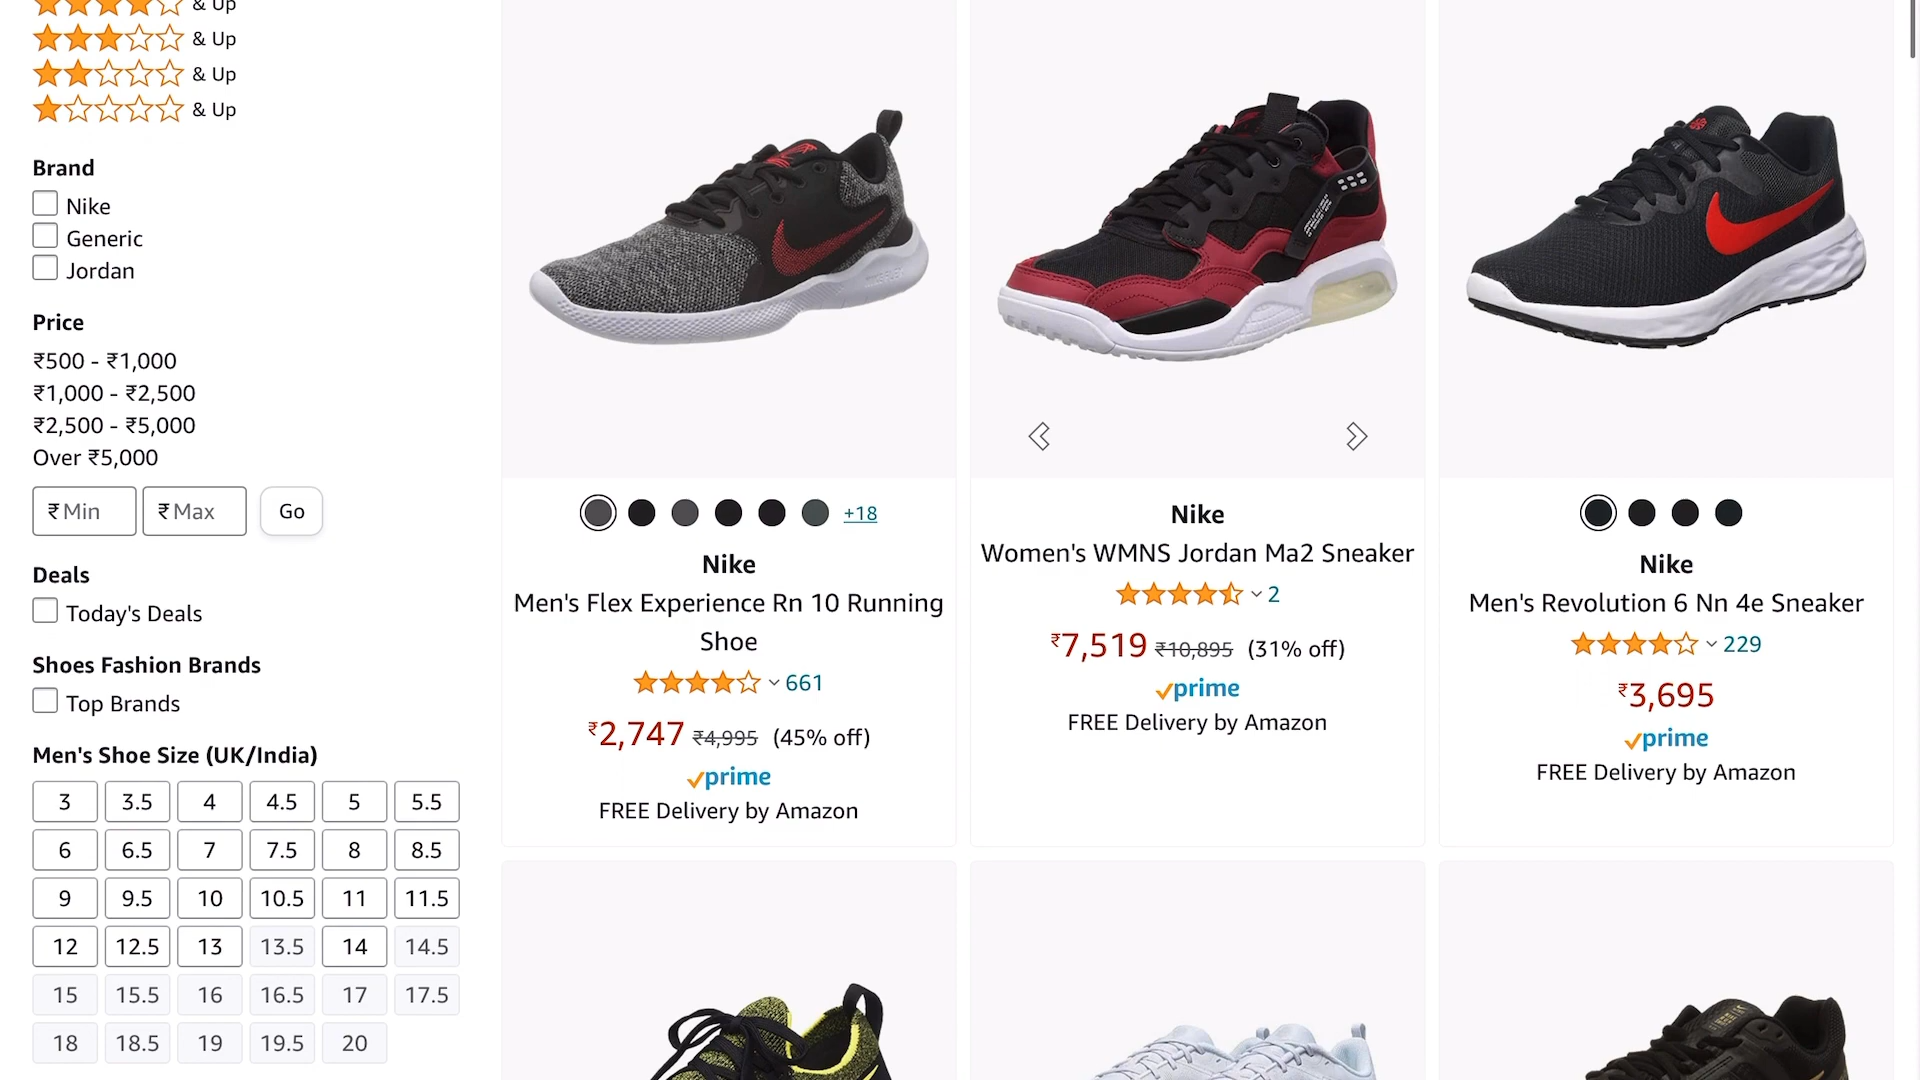 & Up
& Up
& Up
& Up
Brand
Nike
Generic
Jordan
Price
₹500 - ₹1,000
₹1,000 - ₹2,500
₹2,500 - ₹5,000
Over ₹5,000
₹ Min ₹ Max Go
Deals
Today's Deals
Shoes Fashion Brands
Top Brands
Men's Shoe Size (UK/India)
3 3.5 4 4.5 5 5.5
6 6.5 7 7.5 8 8.5
9 9.5 10 10.5 11 11.5
12 12.5 13 13.5 14 14.5
15 15.5 16 16.5 17 17.5
18 18.5 19 19.5 20
+18
Nike
Men's Flex Experience Rn 10 Running
Shoe
661
₹2,747 ₹4,995 (45% off)
prime
FREE Delivery by Amazon
Nike
Women's WMNS Jordan Ma2 Sneaker
2
₹7,519 ₹10,895 (31% off)
prime
FREE Delivery by Amazon
Nike
Men's Revolution 6 Nn 4e Sneaker
229
₹3,695
prime
FREE Delivery by Amazon